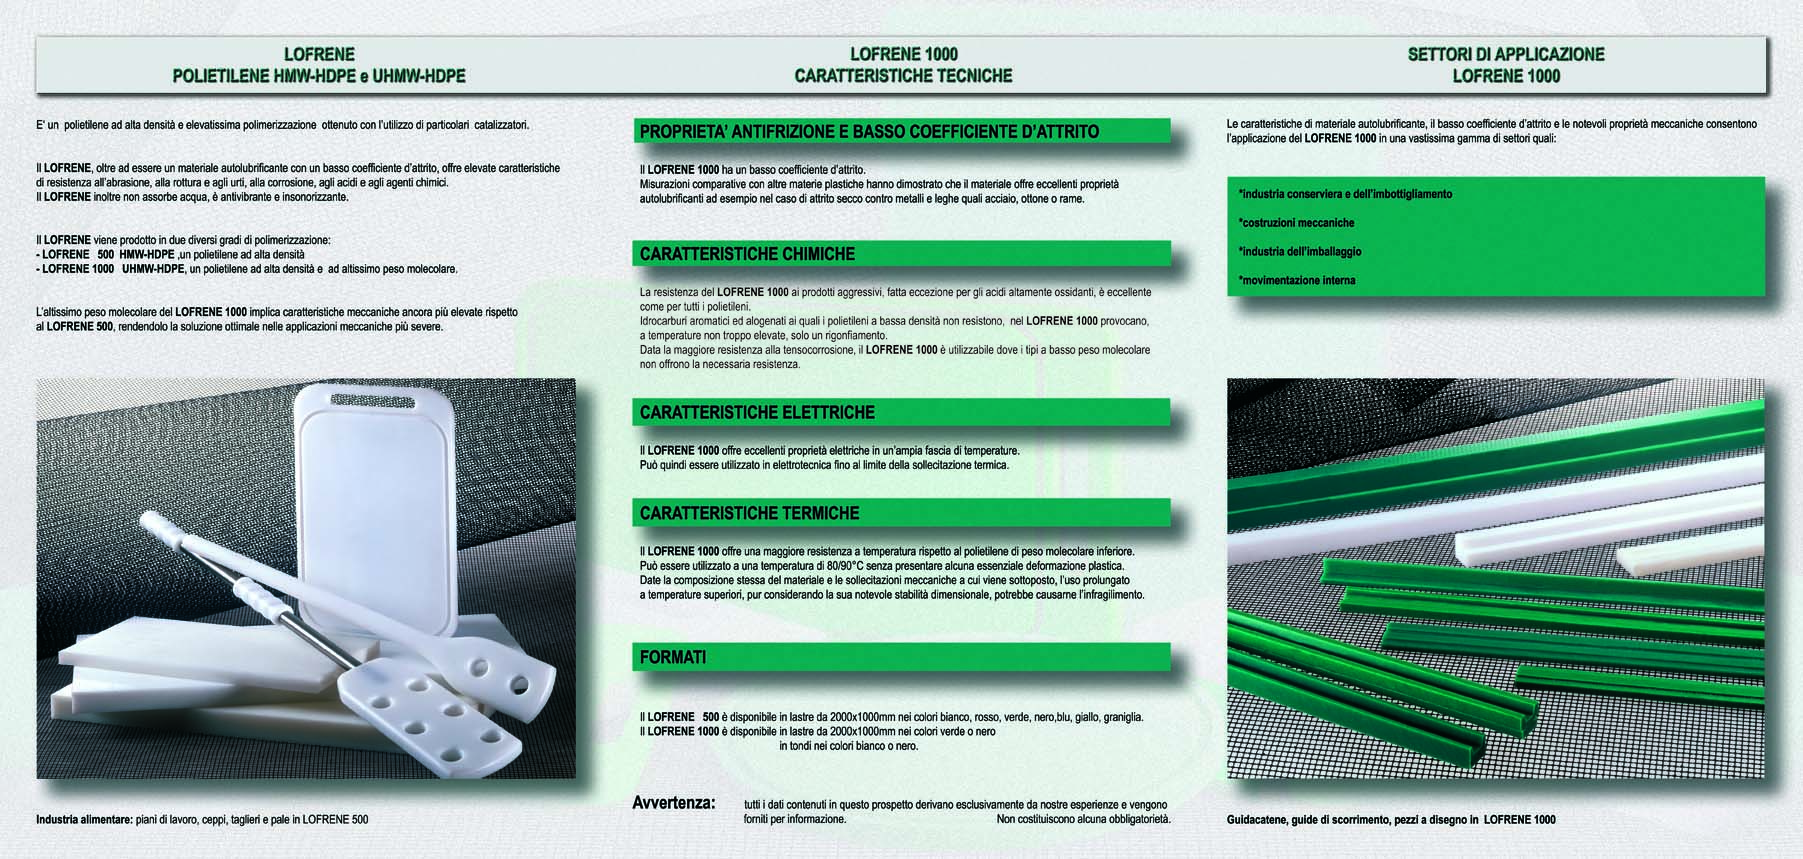 LOFRENE
POLIETILENE HMW-HDPE e UHMW-HDPE
E' un polietilene ad alta densità e elevatissima polimerizzazione ottenuto con l'utilizzo di particolari catalizzatori.
Il LOFRENE, oltre ad essere un materiale autolubrificante con un basso coefficiente d'attrito, offre elevate caratteristiche
di resistenza all'abrasione, alla rottura e agli urti, alla corrosione, agli acidi e agli agenti chimici.
Il LOFRENE inoltre non assorbe acqua, è antivibrante e insonorizzante.
Il LOFRENE viene prodotto in due diversi gradi di polimerizzazione:
- LOFRENE 500 HMW-HDPE ,un polietilene ad alta densità
- LOFRENE 1000 UHMW-HDPE, un polietilene ad alta densità e ad altissimo peso molecolare.
L'altissimo peso molecolare del LOFRENE 1000 implica caratteristiche meccaniche ancora più elevate rispetto
al LOFRENE 500, rendendolo la soluzione ottimale nelle applicazioni meccaniche più severe.
Industria alimentare: piani di lavoro, ceppi, taglieri e pale in LOFRENE 500
LOFRENE 1000
CARATTERISTICHE TECNICHE
PROPRIETA' ANTIFRIZIONE E BASSO COEFFICIENTE D'ATTRITO
Il LOFRENE 1000 ha un basso coefficiente d'attrito.
Misurazioni comparative con altre materie plastiche hanno dimostrato che il materiale offre eccellenti proprietà
autolubrificanti ad esempio nel caso di attrito secco contro metalli e leghe quali acciaio, ottone o rame.
CARATTERISTICHE CHIMICHE
La resistenza del LOFRENE 1000 ai prodotti aggressivi, fatta eccezione per gli acidi altamente ossidanti, è eccellente
come per tutti i polietileni.
Idrocarburi aromatici ed alogenati ai quali i polietileni a bassa densità non resistono, nel LOFRENE 1000 provocano,
a temperature non troppo elevate, solo un rigonfiamento.
Data la maggiore resistenza alla tensocorrosione, il LOFRENE 1000 è utilizzabile dove i tipi a basso peso molecolare
non offrono la necessaria resistenza.
CARATTERISTICHE ELETTRICHE
Il LOFRENE 1000 offre eccellenti proprietà elettriche in un'ampia fascia di temperature.
Può quindi essere utilizzato in elettrotecnica fino al limite della sollecitazione termica.
CARATTERISTICHE TERMICHE
Il LOFRENE 1000 offre una maggiore resistenza a temperatura rispetto al polietilene di peso molecolare inferiore.
Può essere utilizzato a una temperatura di 80/90°C senza presentare alcuna essenziale deformazione plastica.
Date la composizione stessa del materiale e le sollecitazioni meccaniche a cui viene sottoposto, l'uso prolungato
a temperature superiori, pur considerando la sua notevole stabilità dimensionale, potrebbe causarne l'infragilimento.
FORMATI
Il LOFRENE 500 è disponibile in lastre da 2000x1000mm nei colori bianco, rosso, verde, nero,blu, giallo, graniglia.
Il LOFRENE 1000 è disponibile in lastre da 2000x1000mm nei colori verde o nero
in tondi nei colori bianco o nero.
Avvertenza: tutti i dati contenuti in questo prospetto derivano esclusivamente da nostre esperienze e vengono
forniti per informazione. Non costituiscono alcuna obbligatorietà.
SETTORI DI APPLICAZIONE
LOFRENE 1000
Le caratteristiche di materiale autolubrificante, il basso coefficiente d'attrito e le notevoli proprietà meccaniche consentono
l'applicazione del LOFRENE 1000 in una vastissima gamma di settori quali:
*industria conserviera e dell'imbottigliamento
*costruzioni meccaniche
*industria dell'imballaggio
*movimentazione interna
Guidacatene, guide di scorrimento, pezzi a disegno in LOFRENE 1000